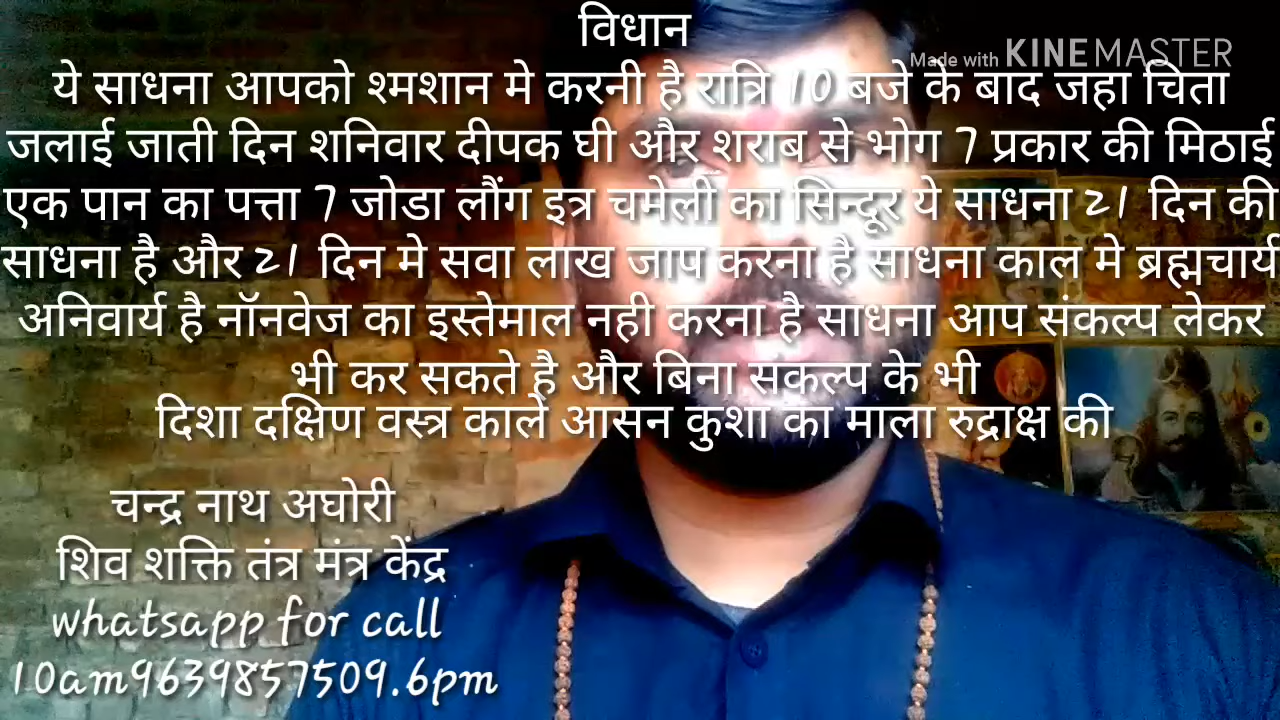 विधान
Made with KINEMASTER
ये साधना आपको श्मशान मे करनी है रात्रि 10 बजे के बाद जहा चिता
जलाई जाती दिन शनिवार दीपक घी और शराब से भोग 7 प्रकार की मिठाई
एक पान का पत्ता 7 जोडा लौंग इत्र चमेली का सिन्दूर ये साधना 21 दिन की
साधना है और 21 दिन मे सवा लाख जाप करना है साधना काल मे ब्रह्मचार्य
अनिवार्य है नॉनवेज का इस्तेमाल नही करना है साधना आप संकल्प लेकर
भी कर सकते है और बिना संकल्प के भी
दिशा दक्षिण वस्त्र काले आसन कुशा का माला रुद्राक्ष की
चन्द्र नाथ अघोरी
शिव शक्ति तंत्र मंत्र केंद्र
whatsapp for call
10am9639857509.6pm